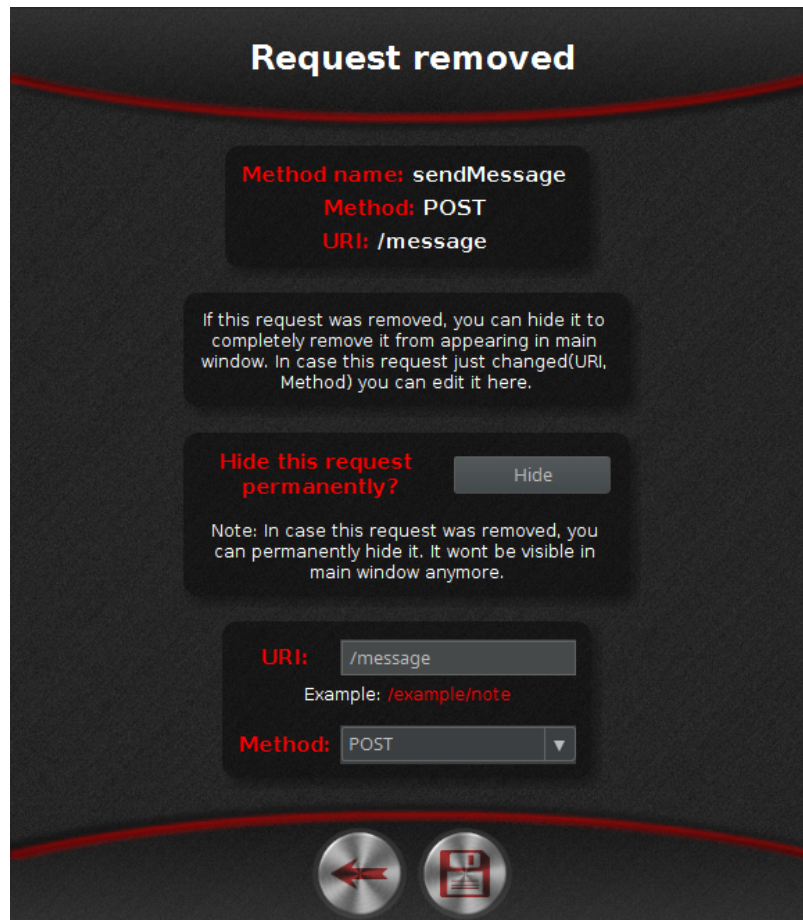 Request removed
Method name: sendMessage
Method: POST
URI: /message
If this request was removed, you can hide it to
completely remove it from appearing in main
window. In case this request just changed(URI,
Method) you can edit it here.
Hide this request
permanently?
Hide
Note: In case this request was removed, you
can permanently hide it. It wont be visible in
main window anymore.
URI: /message
Example: /example/note
Method: POST